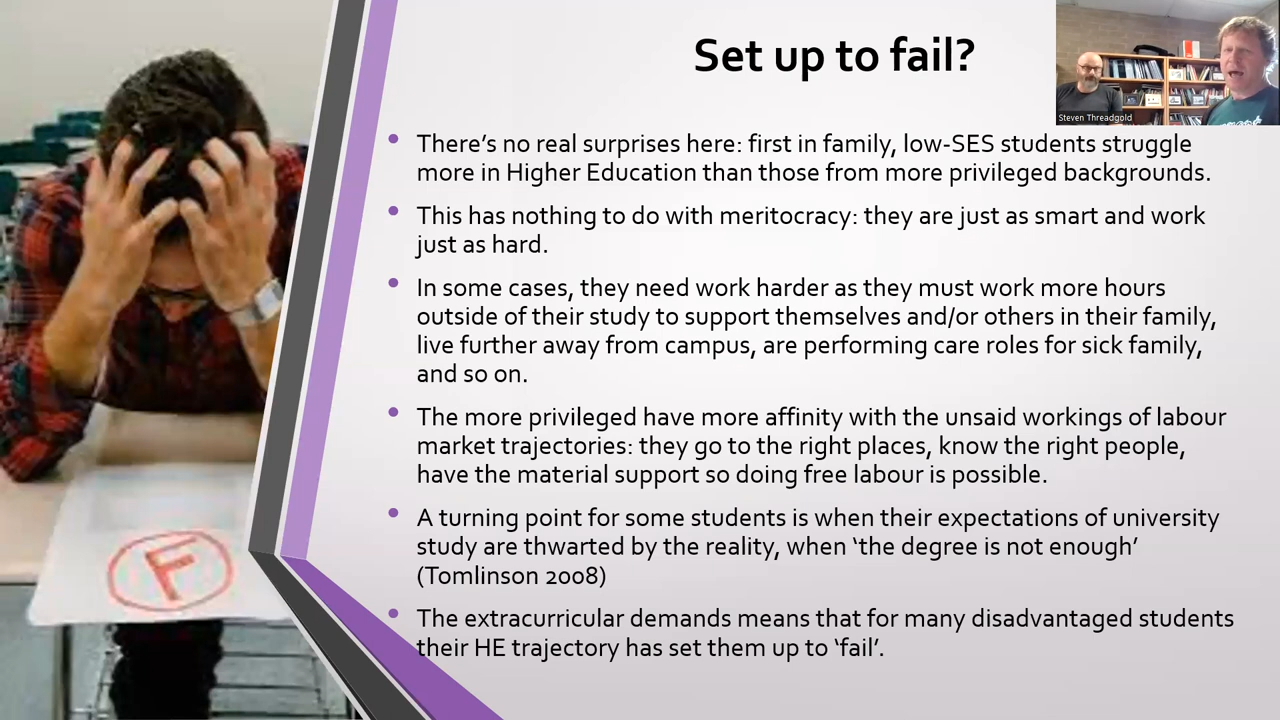 Set up to fail?
Steven Threadgold
• There's no real surprises here: first in family, low-SES students struggle
more in Higher Education than those from more privileged backgrounds.
• This has nothing to do with meritocracy: they are just as smart and work
just as hard.
• In some cases, they need work harder as they must work more hours
outside of their study to support themselves and/or others in their family,
live further away from campus, are performing care roles for sick family,
and so on.
• The more privileged have more affinity with the unsaid workings of labour
market trajectories: they go to the right places, know the right people,
have the material support so doing free labour is possible.
• A turning point for some students is when their expectations of university
study are thwarted by the reality, when ‘the degree is not enough’
(Tomlinson 2008)
• The extracurricular demands means that for many disadvantaged students
their HE trajectory has set them up to ‘fail’.
F